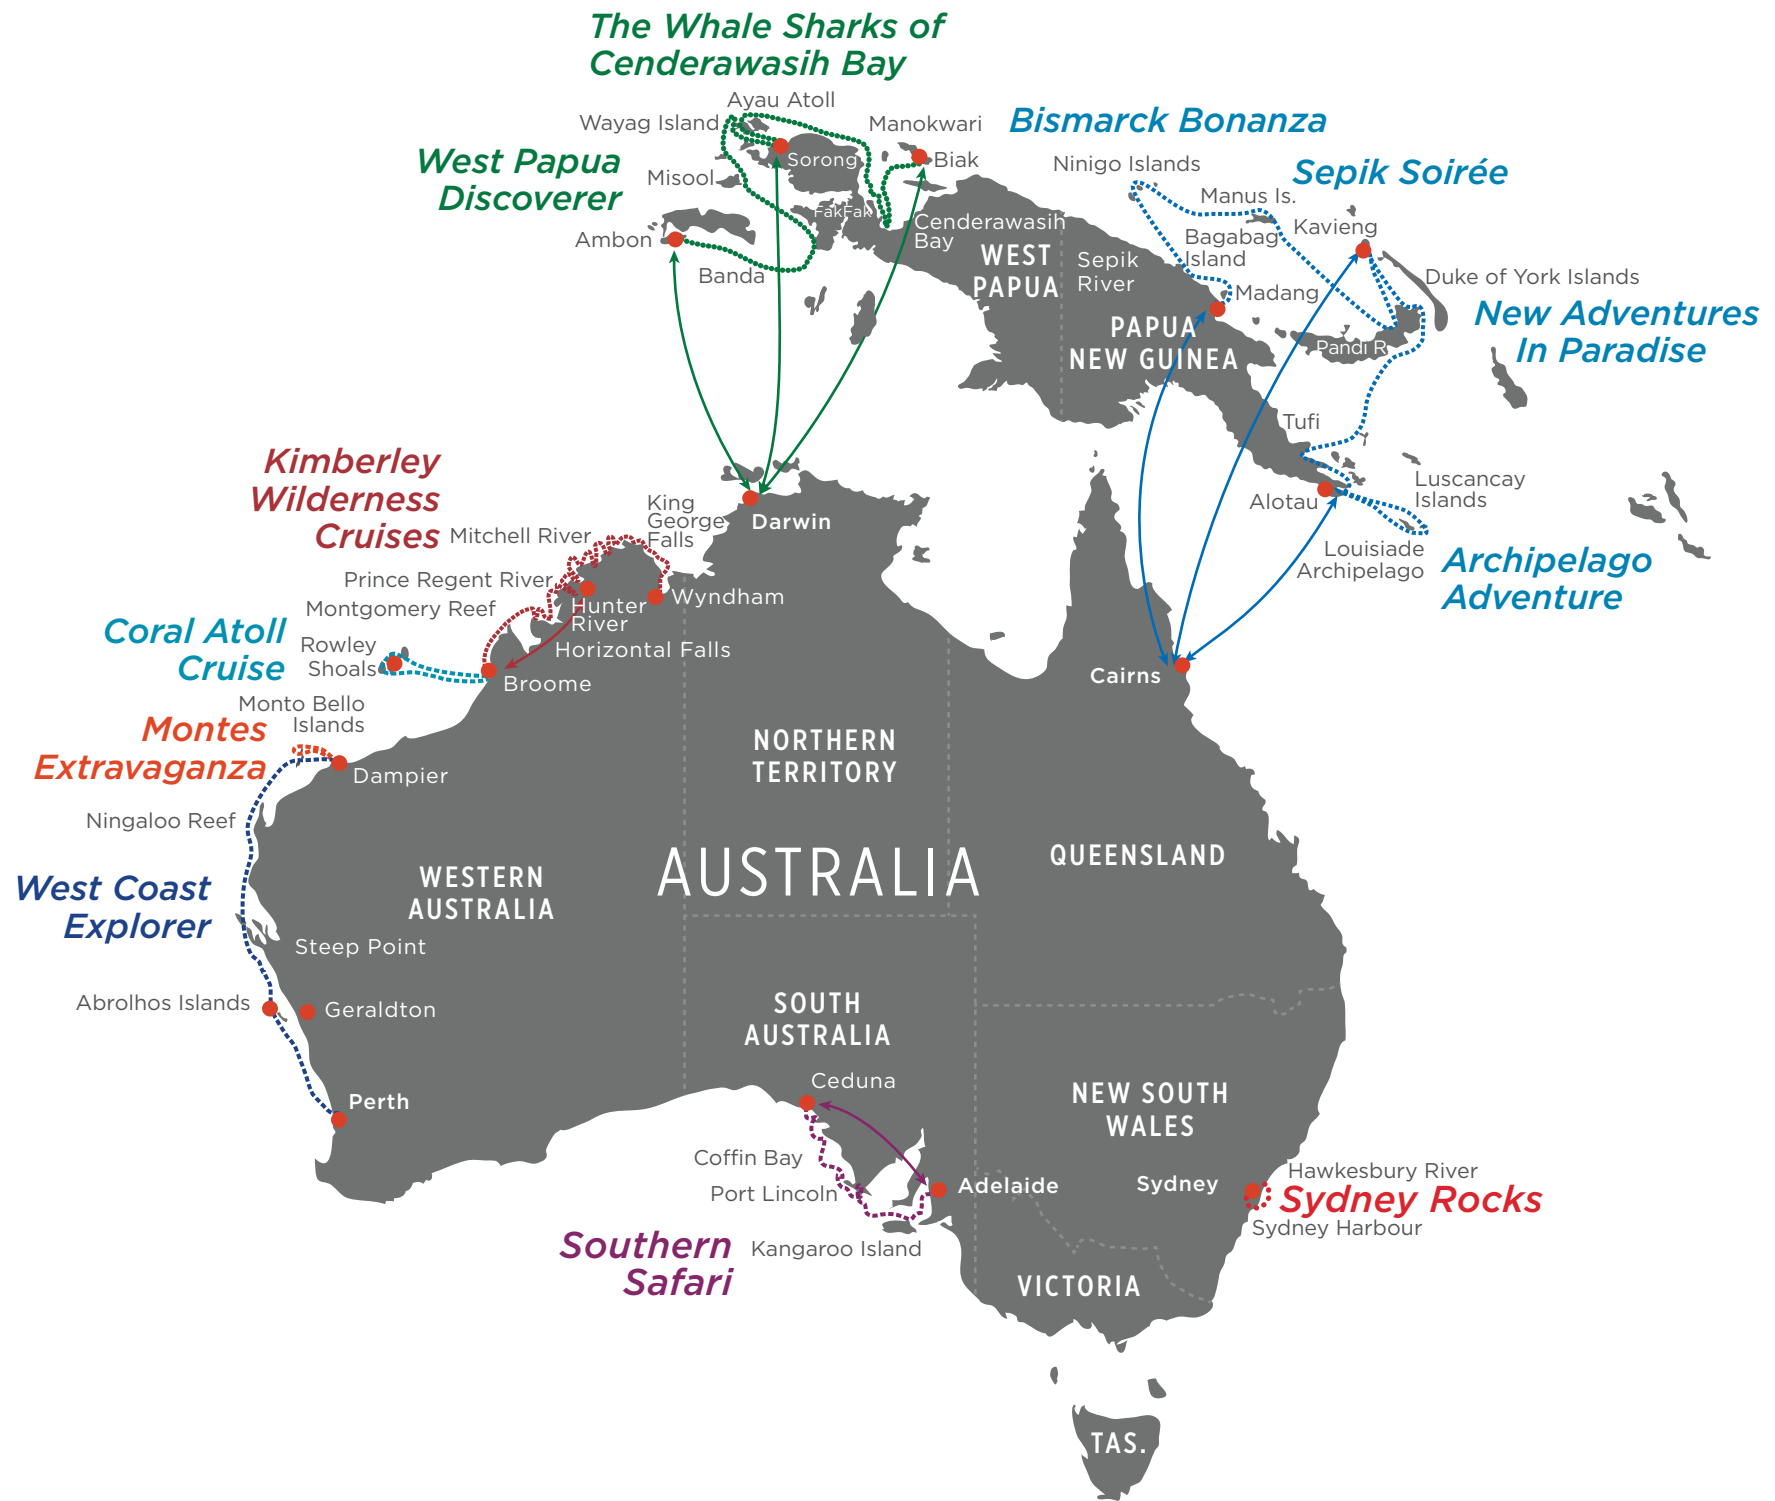 The Whale Sharks of
Cenderawasih Bay
Ayau Atoll
Wayag Island
Manokwari
Bismarck Bonanza
West Papua
Discoverer
Sorong
Biak
Ninigo Islands
Sepik Soirée
Misool
Manus Is.
FakFak
Cenderawasih
Bay
Kavieng
Ambon
Bagabag
Island
WEST
PAPUA
Sepik
River
Banda
Duke of York Islands
Madang
New Adventures
In Paradise
PAPUA
NEW GUINEA
Pandi R
Tufi
Kimberley
Wilderness
Cruises
Luscancay
Islands
Alotau
King
George
Falls
Darwin
Mitchell River
Louisiade
Archipelago
Archipelago
Adventure
Prince Regent River
Montgomery Reef
Hunter
River
Wyndham
Coral Atoll
Cruise
Rowley
Shoals
Horizontal Falls
Broome
Cairns
Monto Bello
Islands
Montes
Extravaganza
Dampier
NORTHERN
TERRITORY
Ningaloo Reef
West Coast
Explorer
WESTERN
AUSTRALIA
AUSTRALIA
QUEENSLAND
Steep Point
Abrolhos Islands
Geraldton
SOUTH
AUSTRALIA
Perth
Ceduna
NEW SOUTH
WALES
Coffin Bay
Port Lincoln
Adelaide
Sydney
Hawkesbury River
Sydney Rocks
Sydney Harbour
Southern
Safari
Kangaroo Island
VICTORIA
TAS.